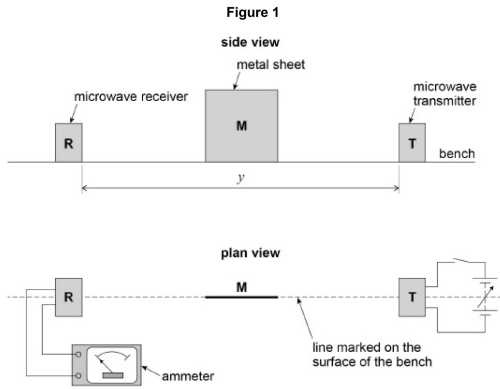 Figure 1
side view
metal sheet
microwave receiver
microwave
transmitter
M
R
T
bench
y
plan view
M
R
T
line marked on the
surface of the bench
ammeter